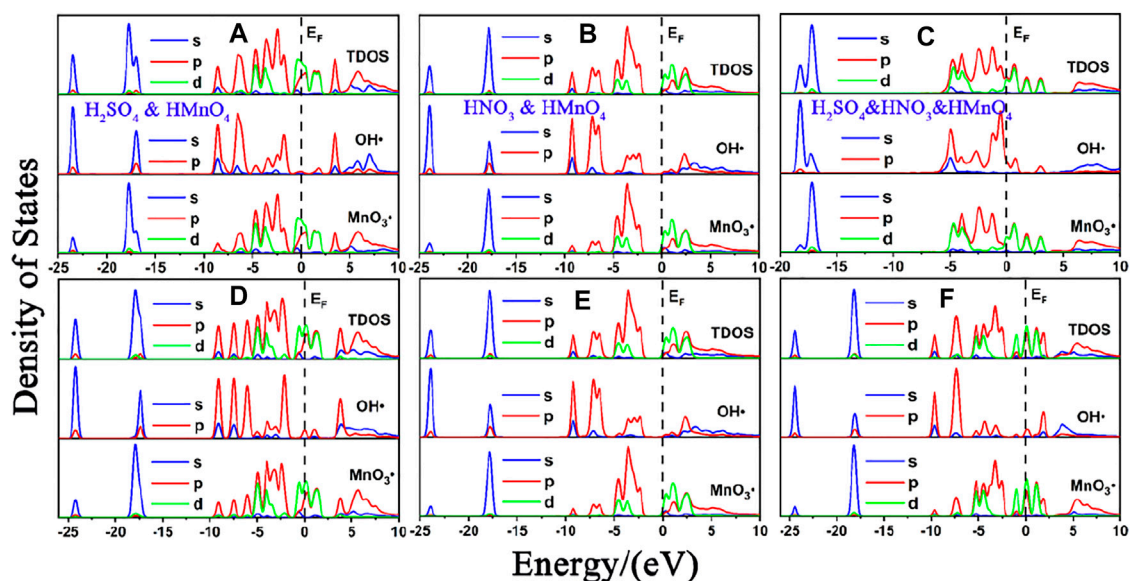 Density of States
A
E_F
s
p
d
TDOS
H₂SO₄ & HMnO₄
s
p
OH•
s
p
d
MnO₃•
-25 -20 -15 -10 -5 0 5 10
B
E_F
s
p
d
TDOS
HNO₃ & HMnO₄
s
p
OH•
s
p
d
MnO₃•
-25 -20 -15 -10 -5 0 5 10
C
E_F
s
p
d
TDOS
H₂SO₄&HNO₃&HMnO₄
s
p
OH•
s
p
d
MnO₃•
-20 -15 -10 -5 0 5 10
D
E_F
s
p
d
TDOS
s
p
OH•
s
p
d
MnO₃•
-25 -20 -15 -10 -5 0 5 10
E
E_F
s
p
d
TDOS
s
p
OH•
s
p
d
MnO₃•
-25 -20 -15 -10 -5 0 5 10
F
E_F
s
p
d
TDOS
s
p
OH•
s
p
d
MnO₃•
-25 -20 -15 -10 -5 0 5 10
Energy/(eV)